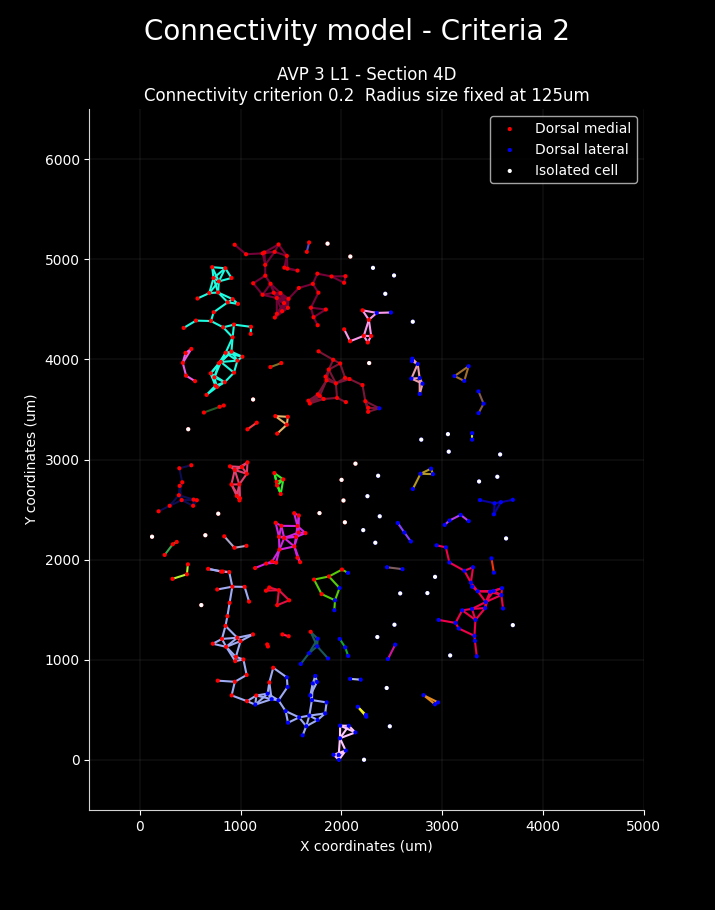 Connectivity model - Criteria 2
AVP 3 L1 - Section 4D
Connectivity criterion 0.2  Radius size fixed at 125um
Dorsal medial
Dorsal lateral
Isolated cell
6000
5000
4000
3000
2000
1000
0
Y coordinates (um)
0 1000 2000 3000 4000 5000
X coordinates (um)